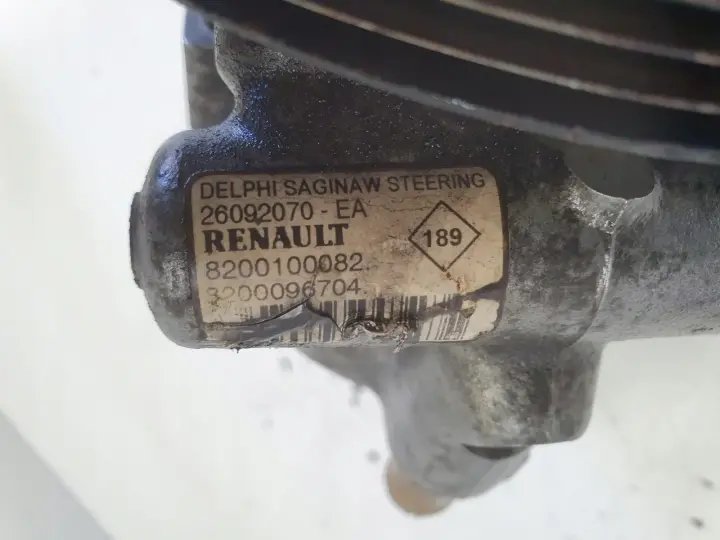 DELPHI SAGINAW STEERING
26092070 - EA
RENAULT
189
8200100082.
8200096704.